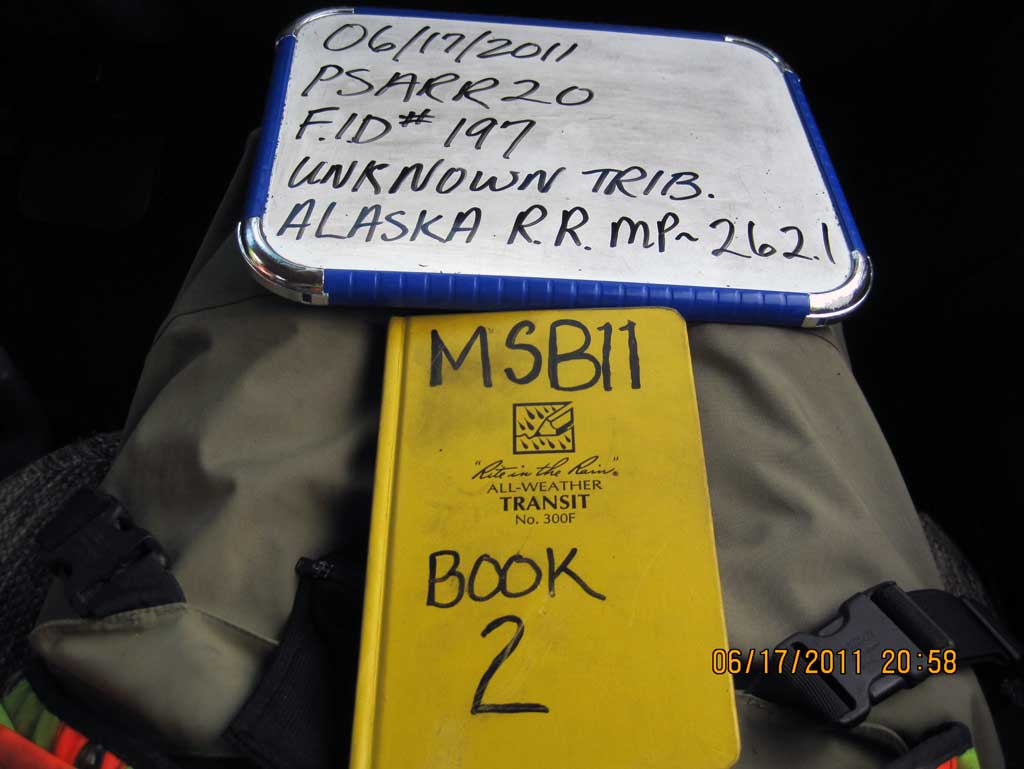 06/17/2011
PSARR20
F.ID# 197
UNKNOWN TRIB.
ALASKA R.R. MP~262.1
MSB11
"Rite in the Rain"®
ALL-WEATHER
TRANSIT
No. 300F
BOOK
2
06/17/2011 20:58